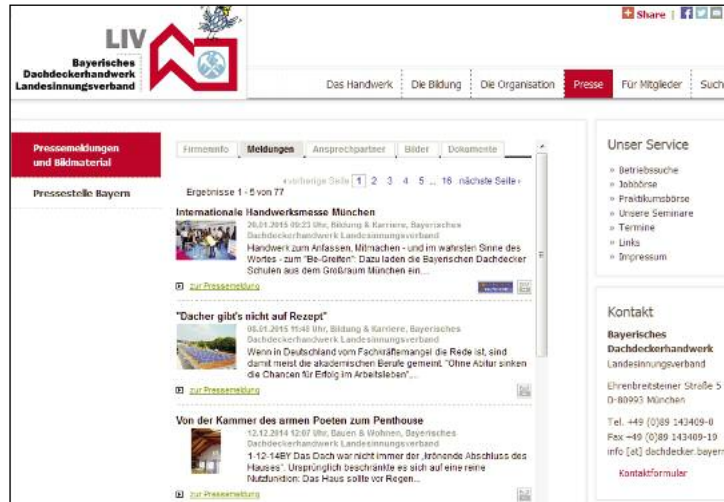 Share |
LIV
Bayerisches
Dachdeckerhandwerk
Landesinnungsverband
Das Handwerk Die Bildung Die Organisation Presse Für Mitglieder Such
Pressemeldungen
und Bildmaterial
Pressestelle Bayern
Firmeninfo Meldungen Ansprechpartner Bilder Dokumente
‹vorherige Seite 1 2 3 4 5 ... 16 nächste Seite›
Ergebnisse 1 - 5 von 77
Internationale Handwerksmesse München
09:23 Uhr, Bildung & Karriere, Bayerisches
Dachdeckerhandwerk Landesinnungsverband
Handwerk zum Anfassen, Mitmachen - und im wahrsten Sinne des
Wortes - zum "Be-Greifen": Dazu laden die Bayerischen Dachdecker
Schulen aus dem Großraum München ein,...
zur Pressemeldung
"Dacher gibt's nicht auf Rezept"
08.01.2015 11:48 Uhr, Bildung & Karriere, Bayerisches
Dachdeckerhandwerk Landesinnungsverband
Wenn in Deutschland vom Fachkräftemangel die Rede ist, sind
damit meist die akademischen Berufe gemeint. "Ohne Abitur sinken
die Chancen für Erfolg im Arbeitsleben",...
zur Pressemeldung
Von der Kammer des armen Poeten zum Penthouse
12.12.2014 12:07 Uhr, Bauen & Wohnen, Bayerisches
Dachdeckerhandwerk Landesinnungsverband
1-12-14BY Das Dach war nicht immer der „krönende Abschluss des
Hauses". Ursprünglich beschränkte es sich auf eine reine
Nutzfunktion: Das Haus sollte vor Regen...
zur Pressemeldung
Unser Service
» Betriebssuche
» Jobbörse
» Praktikumsbörse
» Unsere Seminare
» Termine
» Links
» Impressum
Kontakt
Bayerisches
Dachdeckerhandwerk
Landesinnungsverband
Ehrenbreitsteiner Straße 5
D-80993 München
Tel. +49 (0)89 143409-0
Fax +49 (0)89 143409-19
info [at] dachdecker.bayern
Kontaktformular